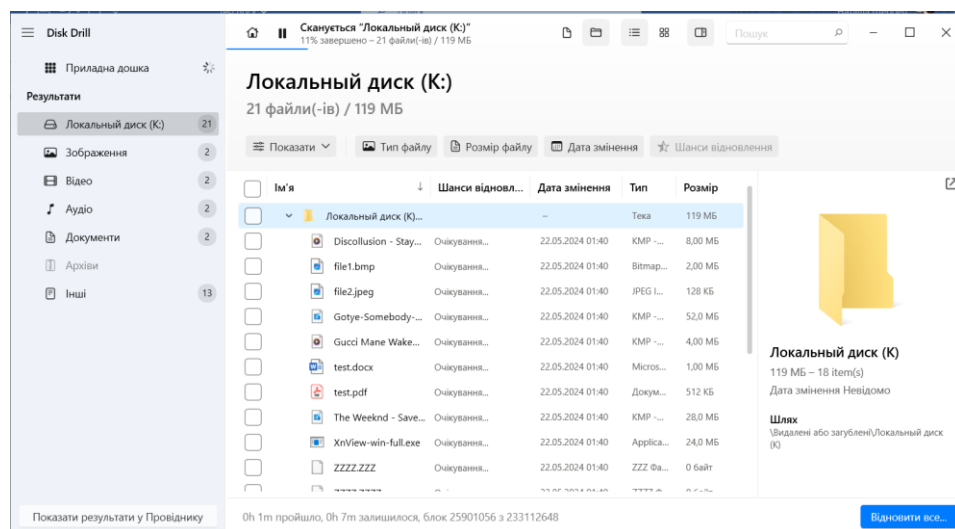 Disk Drill
Приладна дошка
Результати
Локальный диск (K:)
21
Зображення
2
Відео
2
Аудіо
2
Документи
2
Архіви
Інші
13
Показати результати у Провіднику
Сканується "Локальный диск (K:)"
11% завершено – 21 файли(-ів) / 119 МБ
Пошук
Локальный диск (K:)
21 файли(-ів) / 119 МБ
Показати
Тип файлу
Розмір файлу
Дата змінення
Шанси відновлення
Ім'я ↓ Шанси відновл... Дата змінення Тип Розмір
Локальный диск (K)... – Тека 119 МБ
Discollusion - Stay... Очікування... 22.05.2024 01:40 KMP -... 8,00 МБ
file1.bmp Очікування... 22.05.2024 01:40 Bitmap... 2,00 МБ
file2.jpeg Очікування... 22.05.2024 01:40 JPEG I... 128 КБ
Gotye-Somebody-... Очікування... 22.05.2024 01:40 KMP -... 52,0 МБ
Gucci Mane Wake... Очікування... 22.05.2024 01:40 KMP -... 4,00 МБ
test.docx Очікування... 22.05.2024 01:40 Micros... 1,00 МБ
test.pdf Очікування... 22.05.2024 01:40 Докум... 512 КБ
The Weeknd - Save... Очікування... 22.05.2024 01:40 KMP -... 28,0 МБ
XnView-win-full.exe Очікування... 22.05.2024 01:40 Applica... 24,0 МБ
ZZZZ.ZZZ Очікування... 22.05.2024 01:40 ZZZ Фа... 0 байт
Локальный диск (K)
119 МБ – 18 item(s)
Дата змінення Невідомо
Шлях
\Видалені або загублені\Локальный диск
(K)
0h 1m пройшло, 0h 7m залишилося, блок 25901056 з 233112648
Відновити все...